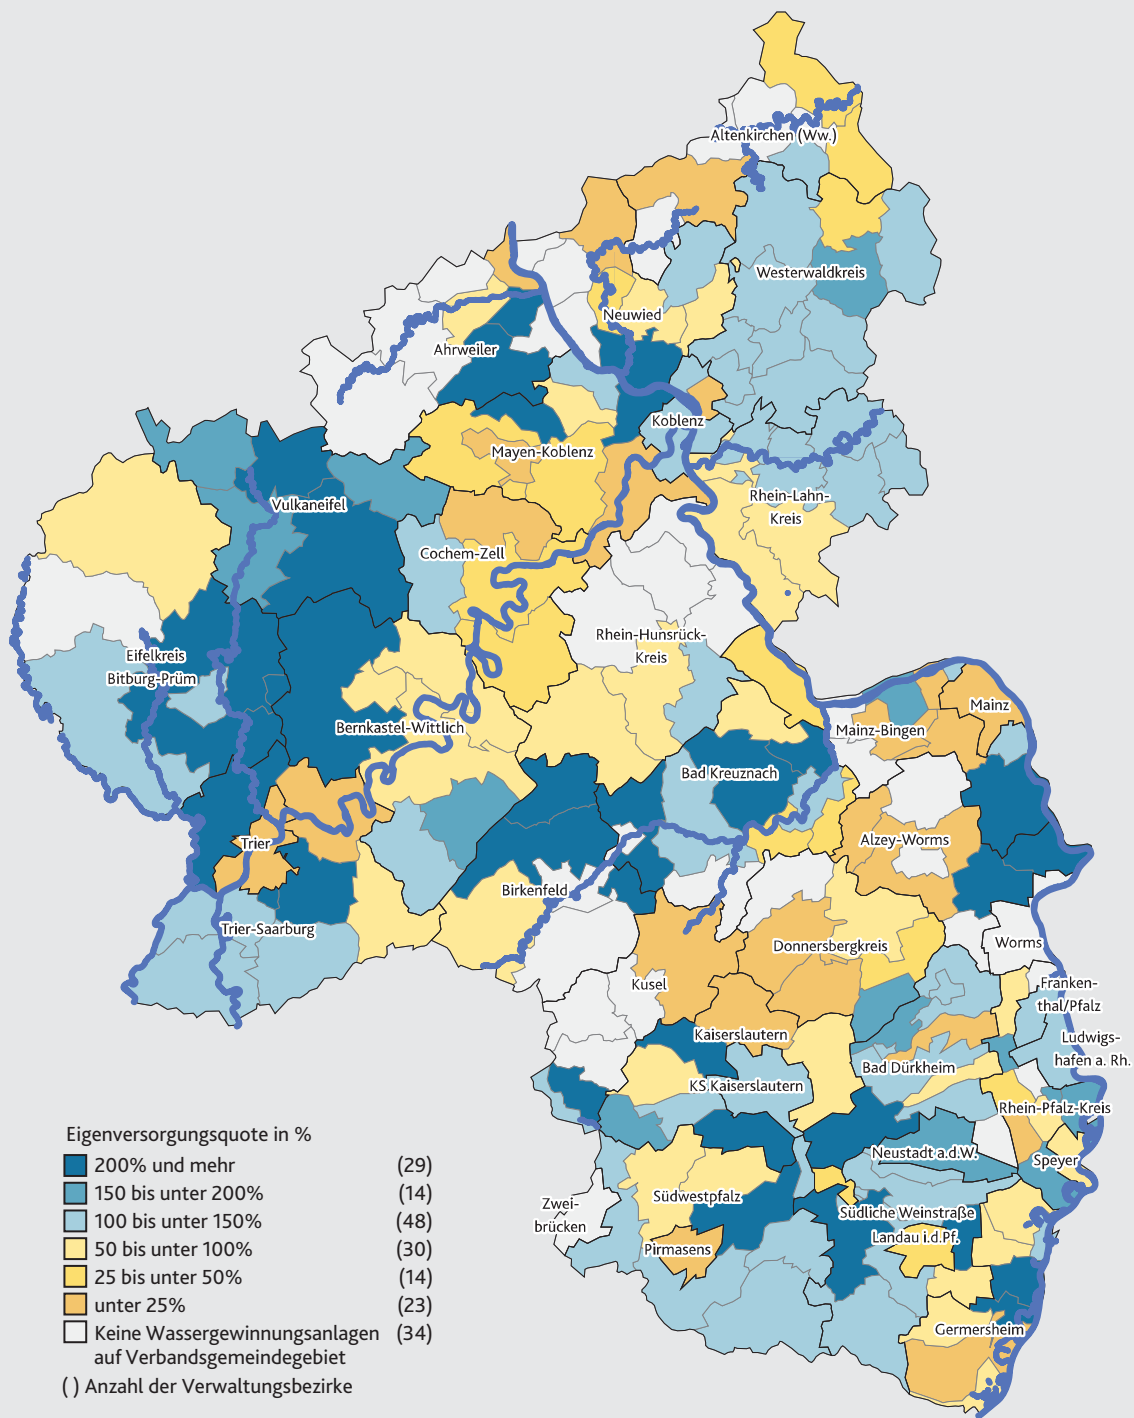 Altenkirchen (Ww.)
Westerwaldkreis
Neuwied
Ahrweiler
Koblenz
Mayen-Koblenz
Rhein-Lahn-
Kreis
Vulkaneifel
Cochem-Zell
Rhein-Hunsrück-
Kreis
Eifelkreis
Bitburg-Prüm
Bernkastel-Wittlich
Mainz
Mainz-Bingen
Bad Kreuznach
Alzey-Worms
Trier
Birkenfeld
Trier-Saarburg
Worms
Donnersbergkreis
Kusel
Franken-
thal/Pfalz
Kaiserslautern
Ludwigs-
hafen a. Rh.
Bad Dürkheim
KS Kaiserslautern
Rhein-Pfalz-Kreis
Neustadt a.d.W.
Speyer
Südwestpfalz
Zwei-
brücken
Südliche Weinstraße
Landau i.d.Pf.
Pirmasens
Germersheim
Eigenversorgungsquote in %
200% und mehr (29)
150 bis unter 200% (14)
100 bis unter 150% (48)
50 bis unter 100% (30)
25 bis unter 50% (14)
unter 25% (23)
Keine Wassergewinnungsanlagen (34)
auf Verbandsgemeindegebiet
( ) Anzahl der Verwaltungsbezirke